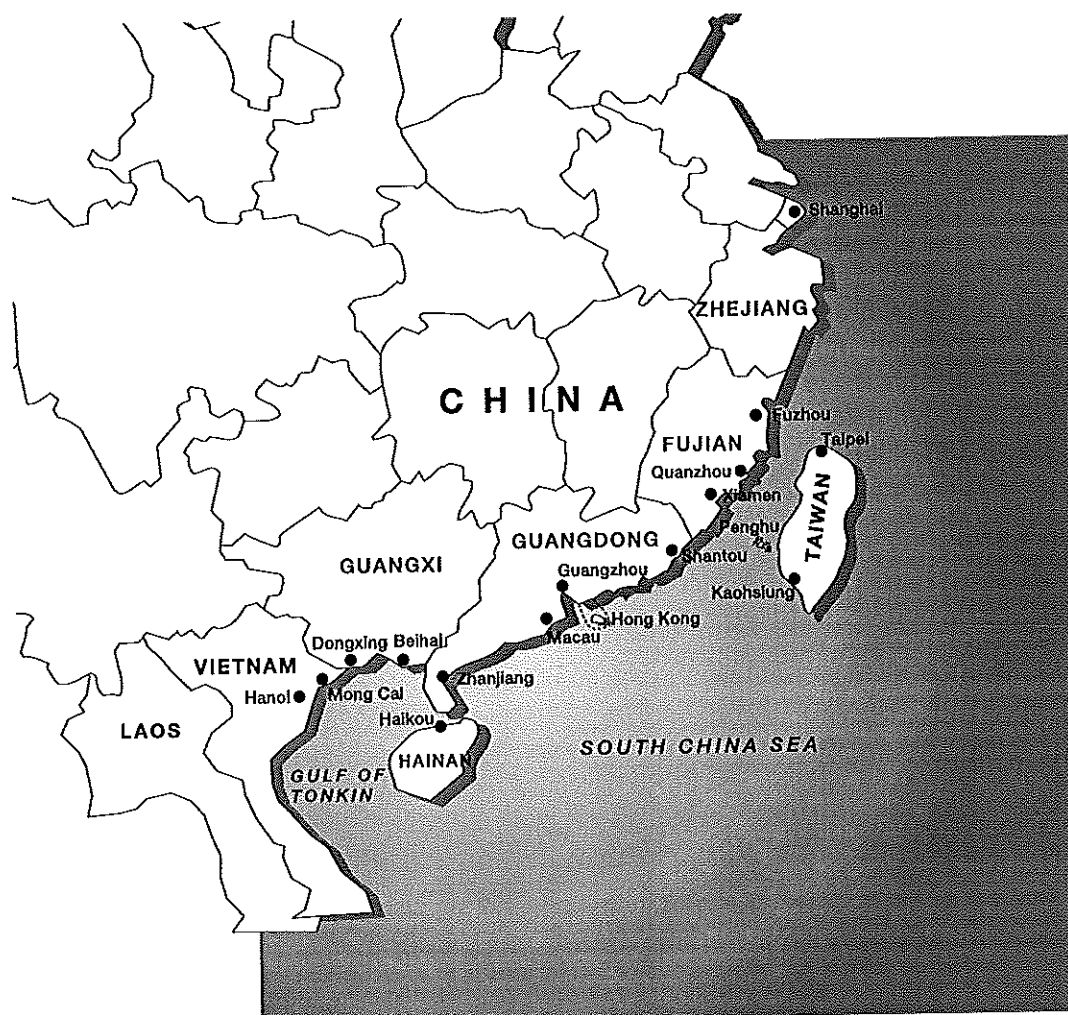 Shanghai
ZHEJIANG
CHINA
Fuzhou
FUJIAN
Taipei
Quanzhou
Xiamen
TAIWAN
Penghu
GUANGDONG
Shantou
GUANGXI
Guangzhou
Kaohsiung
Hong Kong
Macau
Dongxing Beihai
VIETNAM
Zhanjiang
Hanoi
Mong Cai
Haikou
LAOS
SOUTH CHINA SEA
HAINAN
GULF OF
TONKIN